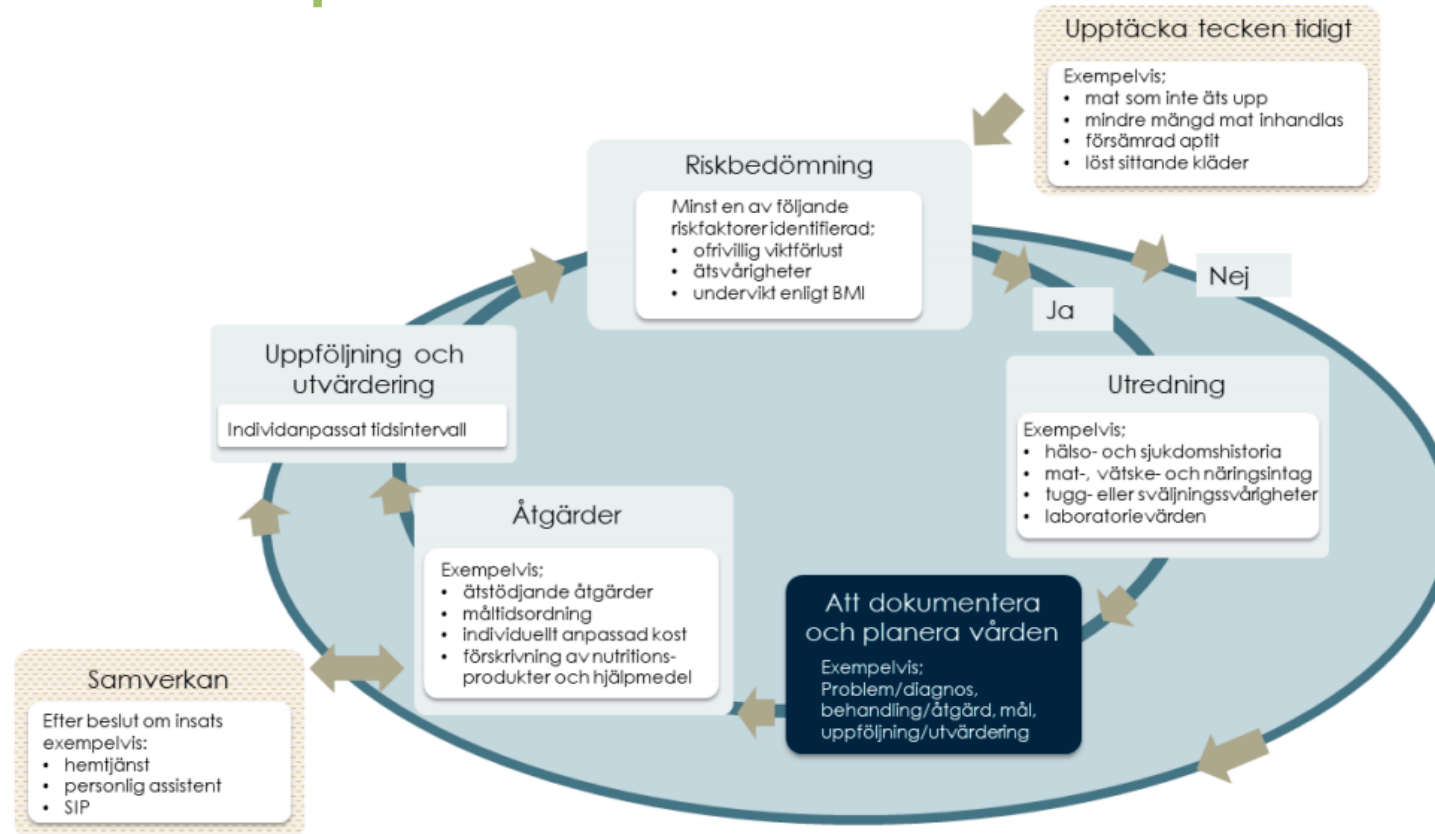 Upptäcka tecken tidigt
Exempelvis;
• mat som inte äts upp
• mindre mängd mat inhandlas
• försämrad aptit
• löst sittande kläder
Riskbedömning
Minst en av följande
riskfaktorer identifierad;
• ofrivillig viktförlust
• ätsvårigheter
• undervikt enligt BMI
Nej
Ja
Utredning
Exempelvis;
• hälso- och sjukdomshistoria
• mat-, vätske- och näringsintag
• tugg- eller sväljningssvårigheter
• laboratorievärden
Att dokumentera
och planera vården
Exempelvis;
Problem/diagnos,
behandling/åtgärd, mål,
uppföljning/utvärdering
Åtgärder
Exempelvis;
• ätstödjande åtgärder
• måltidsordning
• individuellt anpassad kost
• förskrivning av nutritions-
produkter och hjälpmedel
Samverkan
Efter beslut om insats
exempelvis:
• hemtjänst
• personlig assistent
• SIP
Uppföljning och
utvärdering
Individanpassat tidsintervall